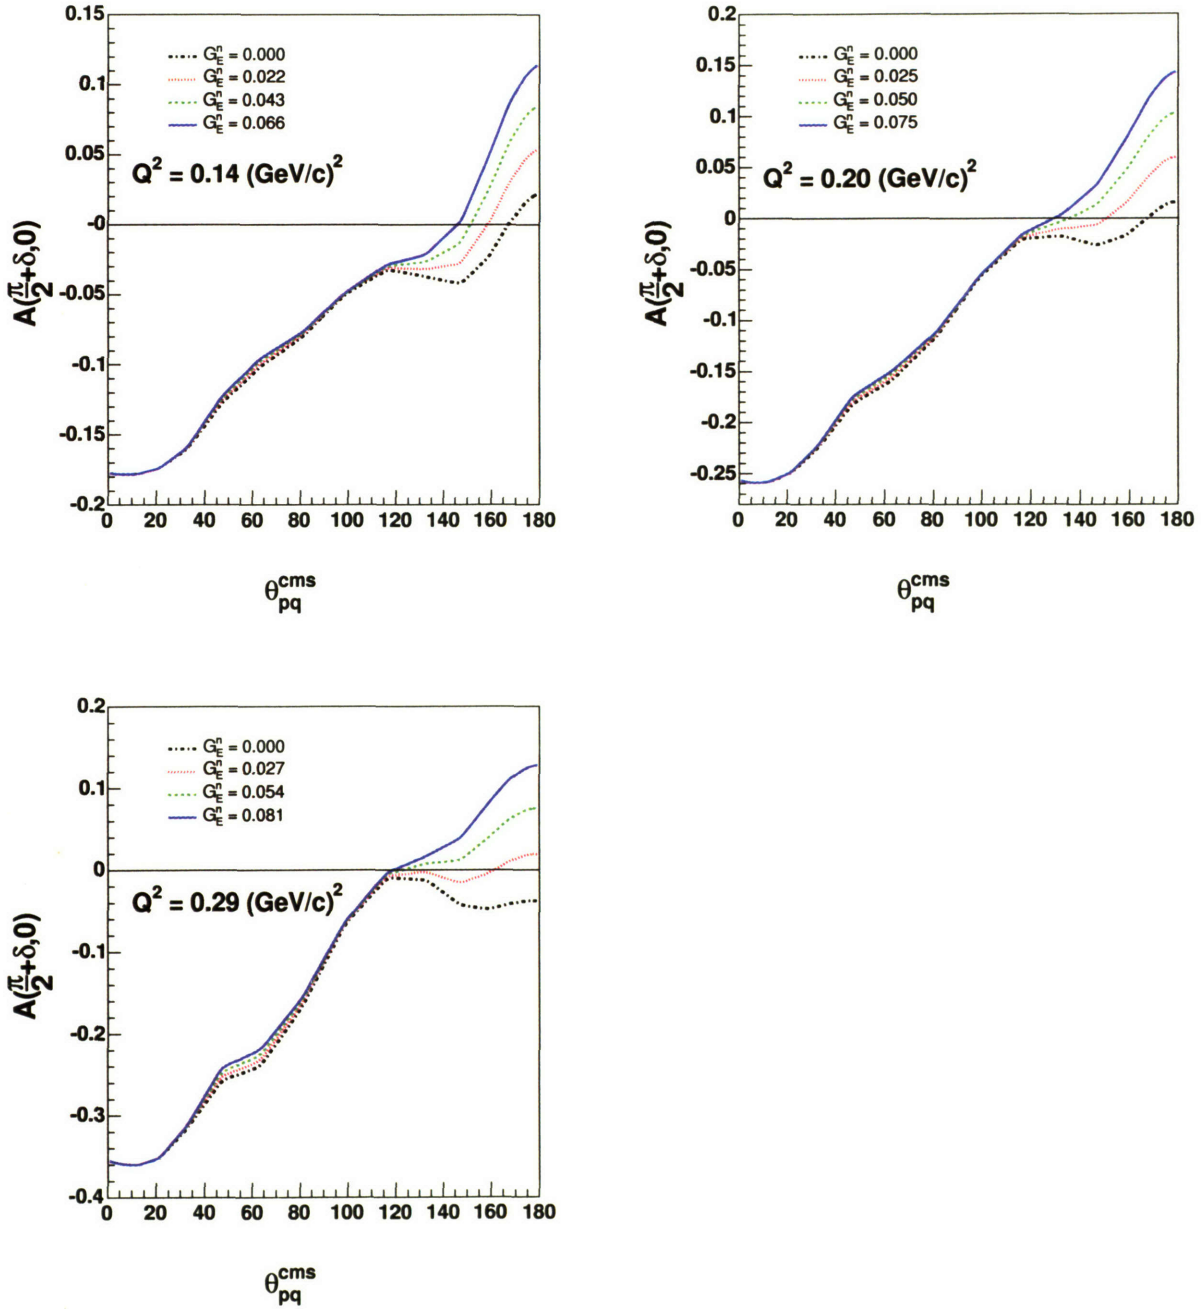 0.15
0.1
0.05
-0
-0.05
-0.1
-0.15
-0.2
G_E^n = 0.000
G_E^n = 0.022
G_E^n = 0.043
G_E^n = 0.066
Q² = 0.14 (GeV/c)²
A(π/2+δ,0)
0 20 40 60 80 100 120 140 160 180
θ_pq^cms
0.2
0.15
0.1
0.05
0
-0.05
-0.1
-0.15
-0.2
-0.25
G_E^n = 0.000
G_E^n = 0.025
G_E^n = 0.050
G_E^n = 0.075
Q² = 0.20 (GeV/c)²
A(π/2+δ,0)
0 20 40 60 80 100 120 140 160 180
θ_pq^cms
0.2
0.1
0
-0.1
-0.2
-0.3
-0.4
G_E^n = 0.000
G_E^n = 0.027
G_E^n = 0.054
G_E^n = 0.081
Q² = 0.29 (GeV/c)²
A(π/2+δ,0)
0 20 40 60 80 100 120 140 160 180
θ_pq^cms